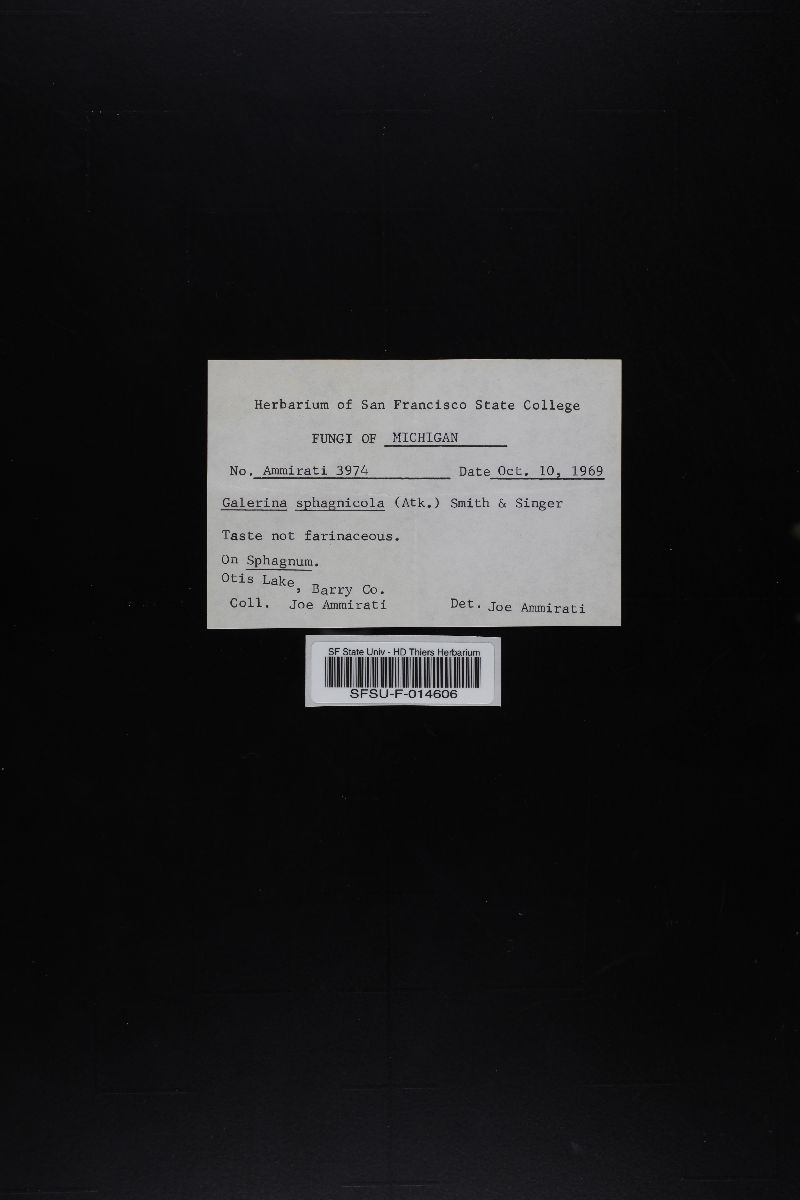 Herbarium of San Francisco State College
FUNGI OF MICHIGAN
No. Ammirati 3974 Date Oct. 10, 1969
Galerina sphagnicola (Atk.) Smith & Singer
Taste not farinaceous.
On Sphagnum.
Otis Lake, Barry Co.
Coll. Joe Ammirati Det. Joe Ammirati
SF State Univ - HD Thiers Herbarium
SFSU-F-014606